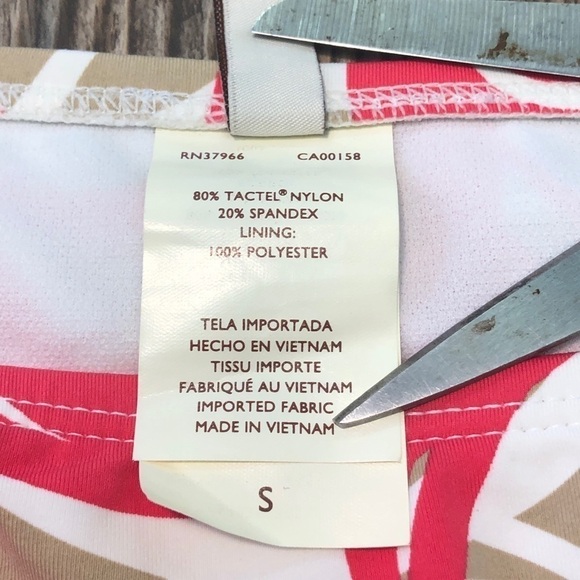 RN37966 CA00158
80% TACTEL® NYLON
20% SPANDEX
LINING:
100% POLYESTER
TELA IMPORTADA
HECHO EN VIETNAM
TISSU IMPORTE
FABRIQUÉ AU VIETNAM
IMPORTED FABRIC
MADE IN VIETNAM
S